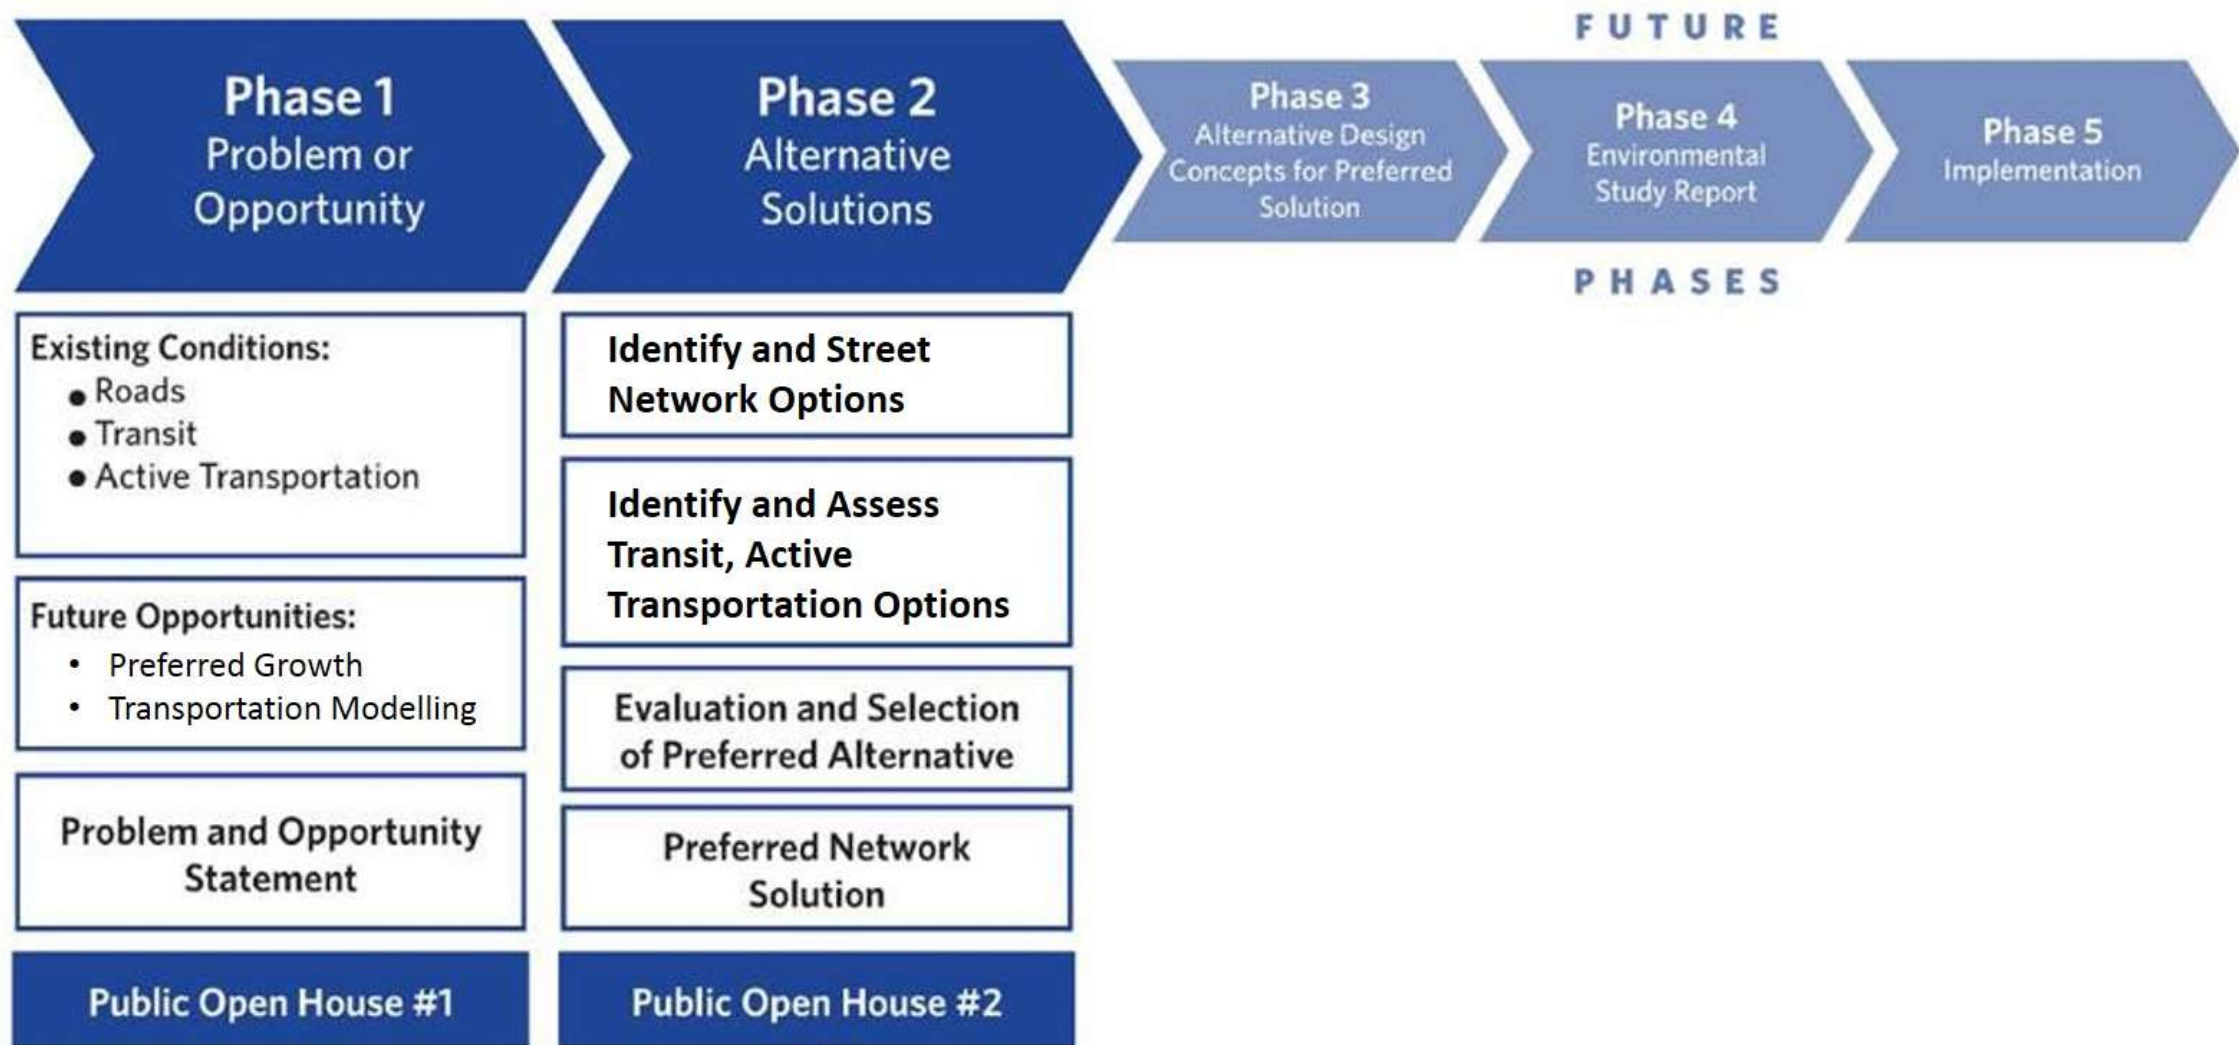 Phase 1
Problem or
Opportunity
Existing Conditions:
● Roads
● Transit
● Active Transportation
Future Opportunities:
• Preferred Growth
• Transportation Modelling
Problem and Opportunity
Statement
Public Open House #1
Phase 2
Alternative
Solutions
Identify and Street
Network Options
Identify and Assess
Transit, Active
Transportation Options
Evaluation and Selection
of Preferred Alternative
Preferred Network
Solution
Public Open House #2
FUTURE
Phase 3
Alternative Design
Concepts for Preferred
Solution
Phase 4
Environmental
Study Report
Phase 5
Implementation
PHASES